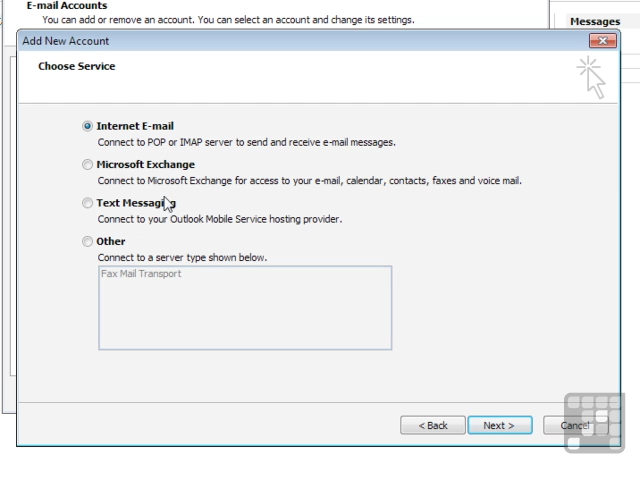 E-mail Accounts
You can add or remove an account. You can select an account and change its settings.
Messages
Add New Account
Choose Service
Internet E-mail
Connect to POP or IMAP server to send and receive e-mail messages.
Microsoft Exchange
Connect to Microsoft Exchange for access to your e-mail, calendar, contacts, faxes and voice mail.
Text Messaging
Connect to your Outlook Mobile Service hosting provider.
Other
Connect to a server type shown below.
Fax Mail Transport
< Back
Next >
Cancel